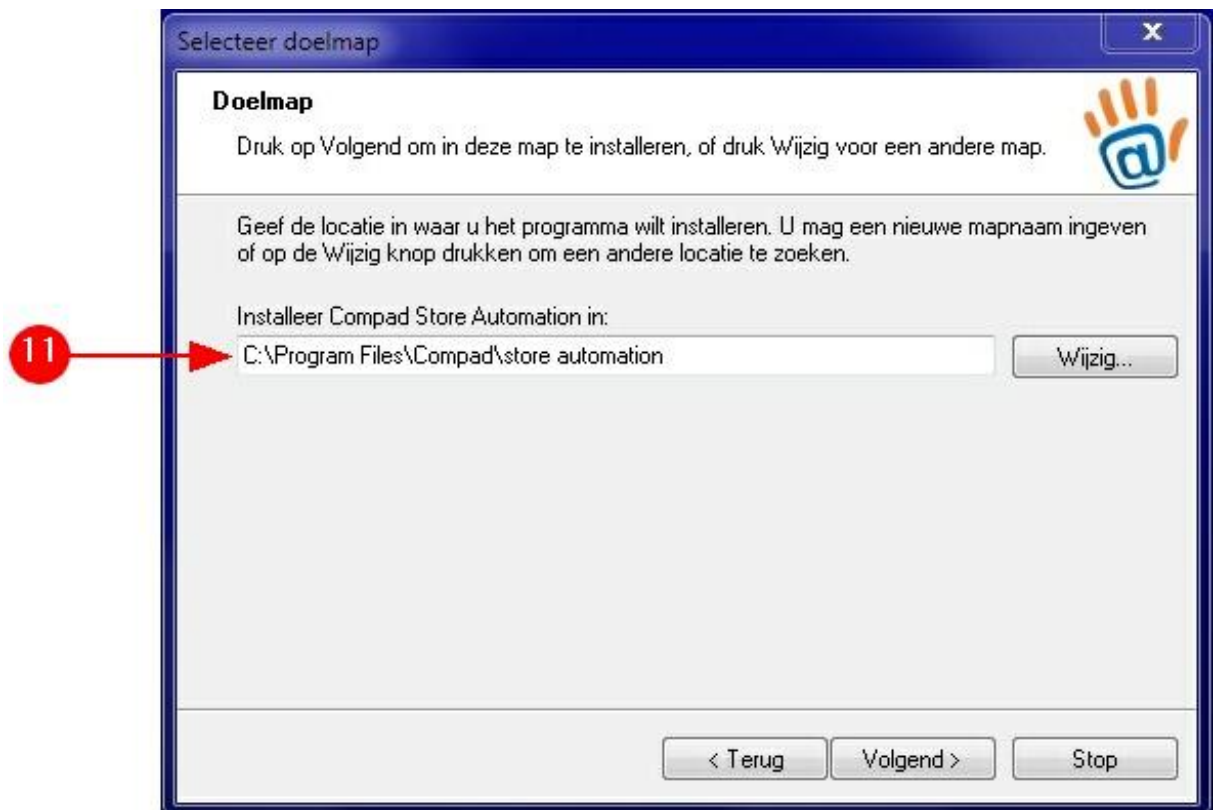 Selecteer doelmap
x
Doelmap
Druk op Volgend om in deze map te installeren, of druk Wijzig voor een andere map.
@
Geef de locatie in waar u het programma wilt installeren. U mag een nieuwe mapnaam ingeven
of op de Wijzig knop drukken om een andere locatie te zoeken.
Installeer Compad Store Automation in:
11
C:\Program Files\Compad\store automation
Wijzig...
< Terug
Volgend >
Stop